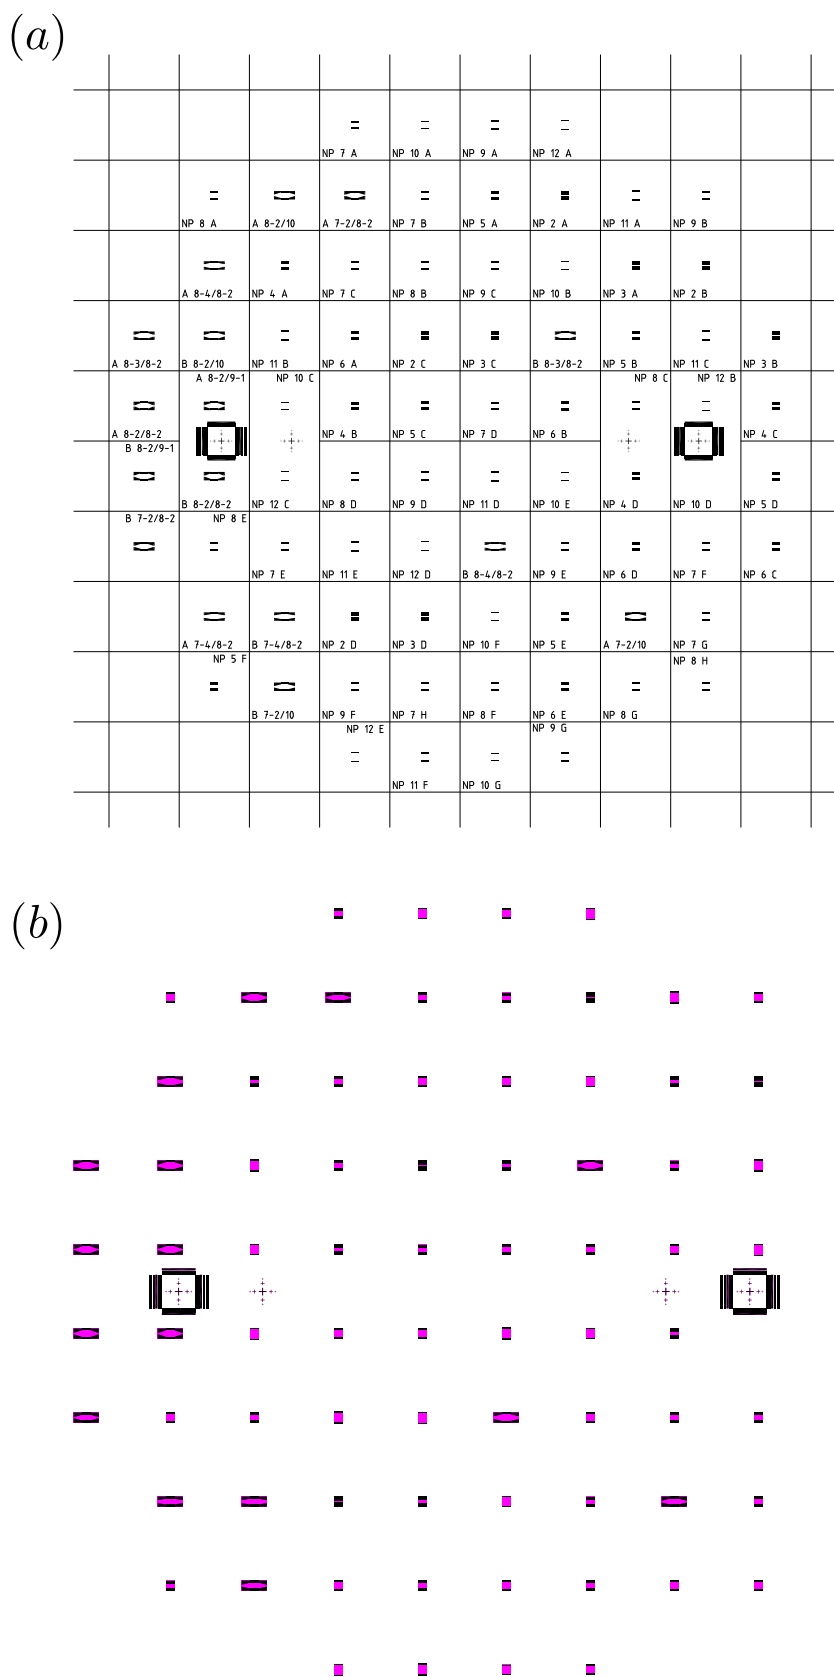 (a)
NP 7 A NP 10 A NP 9 A NP 12 A
NP 8 A A 8-2/10 A 7-2/8-2 NP 7 B NP 5 A NP 2 A NP 11 A NP 9 B
A 8-4/8-2 NP 4 A NP 7 C NP 8 B NP 9 C NP 10 B NP 3 A NP 2 B
A 8-3/8-2 B 8-2/10 NP 11 B NP 6 A NP 2 C NP 3 C B 8-3/8-2 NP 5 B NP 11 C NP 3 B
A 8-2/9-1 NP 10 C NP 8 C NP 12 B
A 8-2/8-2 NP 4 B NP 5 C NP 7 D NP 6 B NP 4 C
B 8-2/9-1
B 8-2/8-2 NP 12 C NP 8 D NP 9 D NP 11 D NP 10 E NP 4 D NP 10 D NP 5 D
B 7-2/8-2 NP 8 E
NP 7 E NP 11 E NP 12 D B 8-4/8-2 NP 9 E NP 6 D NP 7 F NP 6 C
A 7-4/8-2 B 7-4/8-2 NP 2 D NP 3 D NP 10 F NP 5 E A 7-2/10 NP 7 G
NP 5 F NP 8 H
B 7-2/10 NP 9 F NP 7 H NP 8 F NP 6 E NP 8 G
NP 12 E NP 9 G
NP 11 F NP 10 G
(b)